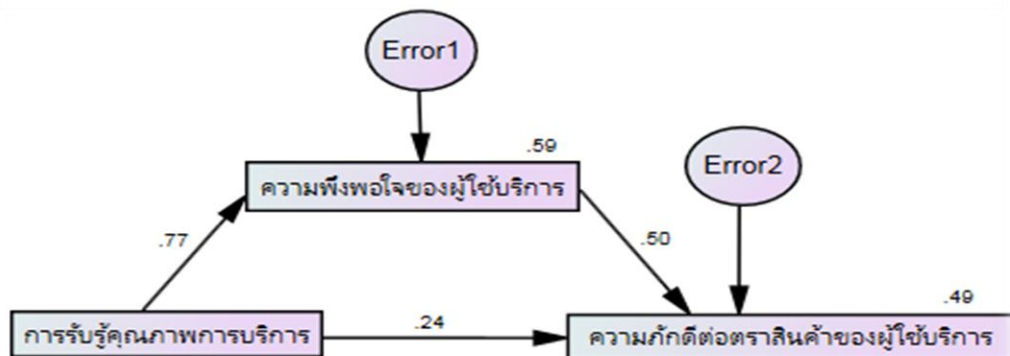 Error1
.59
Error2
ความพึงพอใจของผู้ใช้บริการ
.77
.50
.49
การรับรู้คุณภาพการบริการ
.24
ความภักดีต่อตราสินค้าของผู้ใช้บริการ